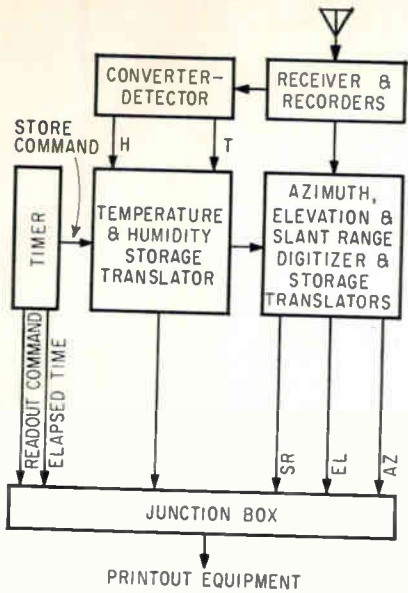 CONVERTER-
DETECTOR
RECEIVER &
RECORDERS
STORE
COMMAND
H
T
TIMER
TEMPERATURE
& HUMIDITY
STORAGE
TRANSLATOR
AZIMUTH,
ELEVATION &
SLANT RANGE
DIGITIZER &
STORAGE
TRANSLATORS
READOUT COMMAND
ELAPSED TIME
SR
EL
AZ
JUNCTION BOX
PRINTOUT EQUIPMENT